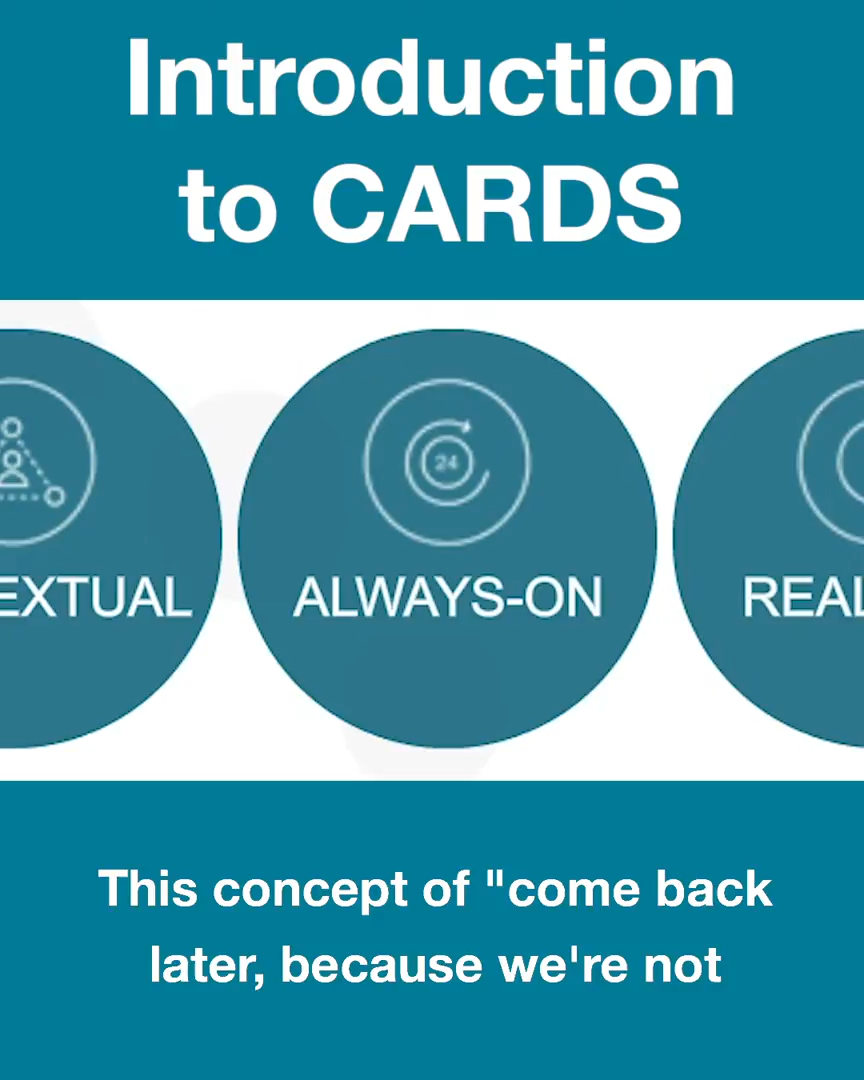 Introduction
to CARDS
24
EXTUAL
ALWAYS-ON
REAL
This concept of "come back
later, because we're not